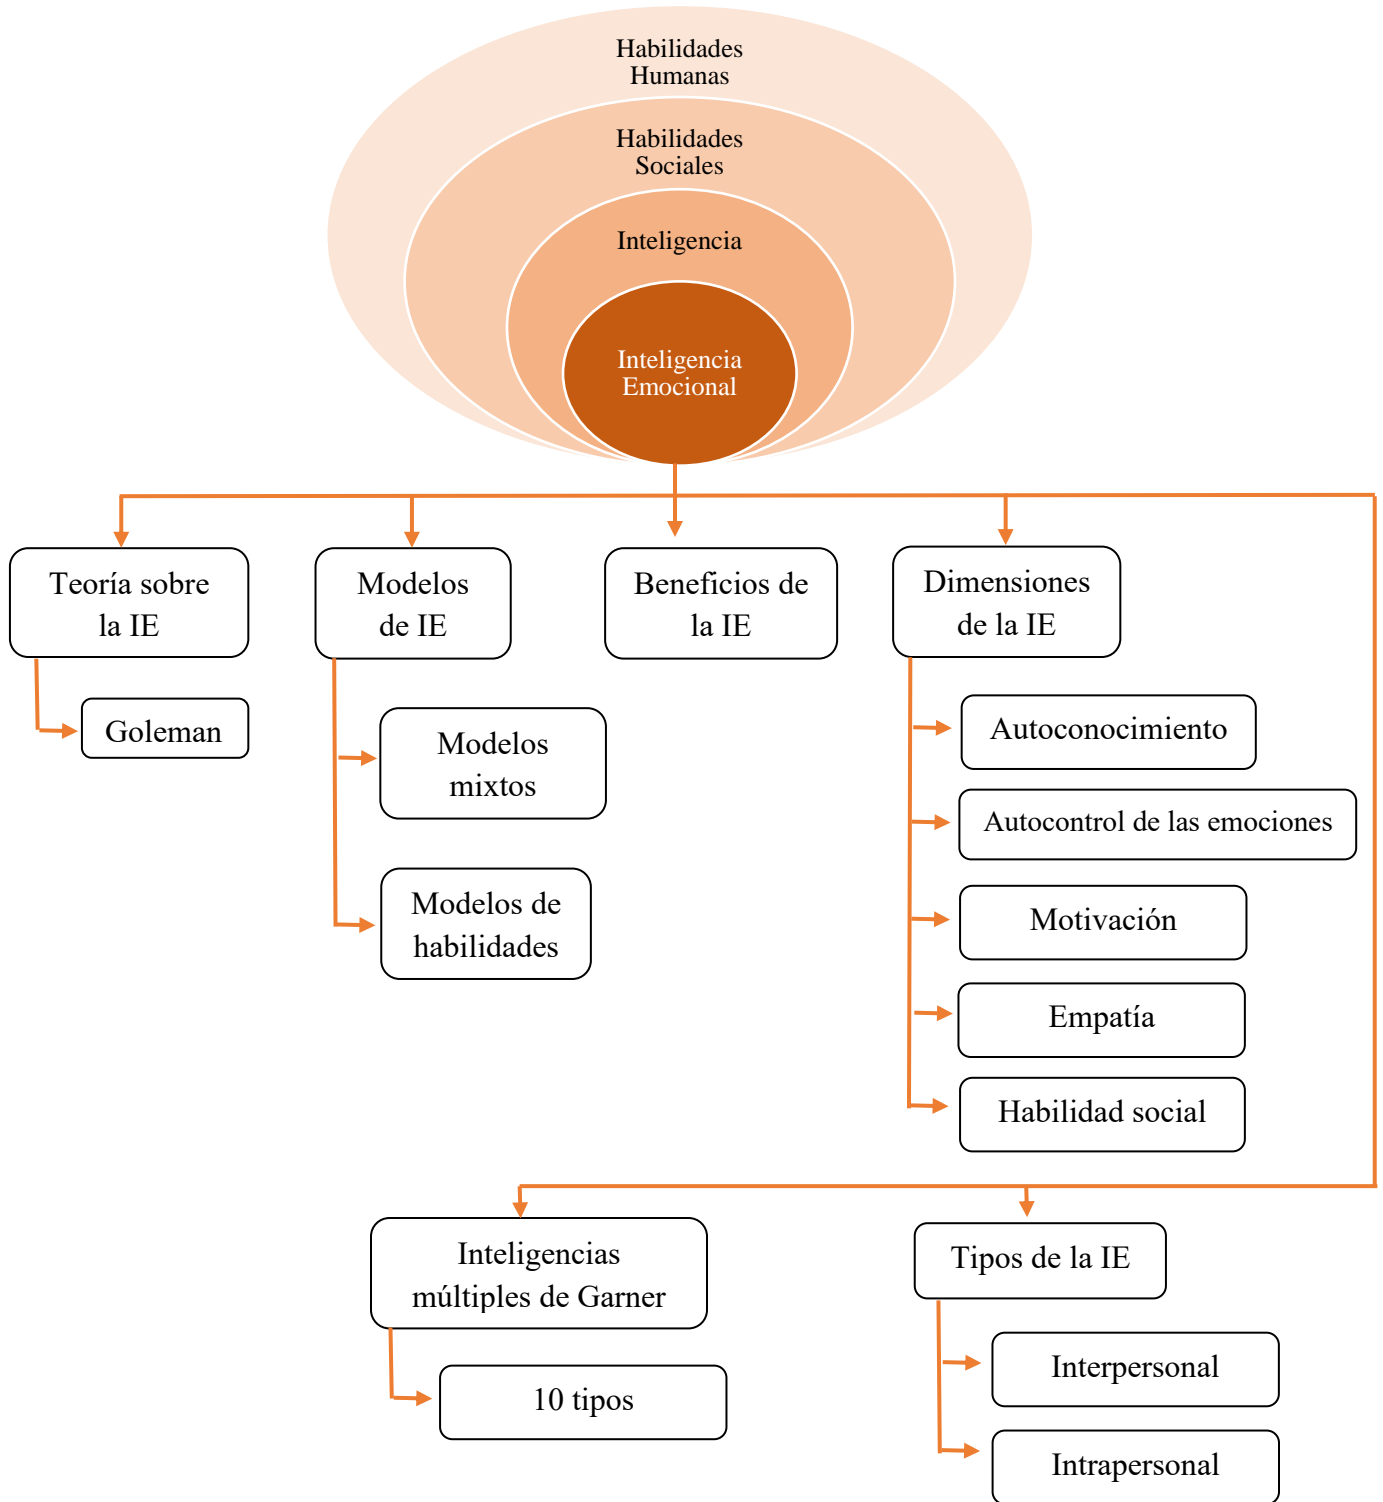 Habilidades
Humanas
Habilidades
Sociales
Inteligencia
Inteligencia
Emocional
Teoría sobre
la IE
Goleman
Modelos
de IE
Modelos
mixtos
Modelos de
habilidades
Beneficios de
la IE
Dimensiones
de la IE
Autoconocimiento
Autocontrol de las emociones
Motivación
Empatía
Habilidad social
Inteligencias
múltiples de Garner
10 tipos
Tipos de la IE
Interpersonal
Intrapersonal